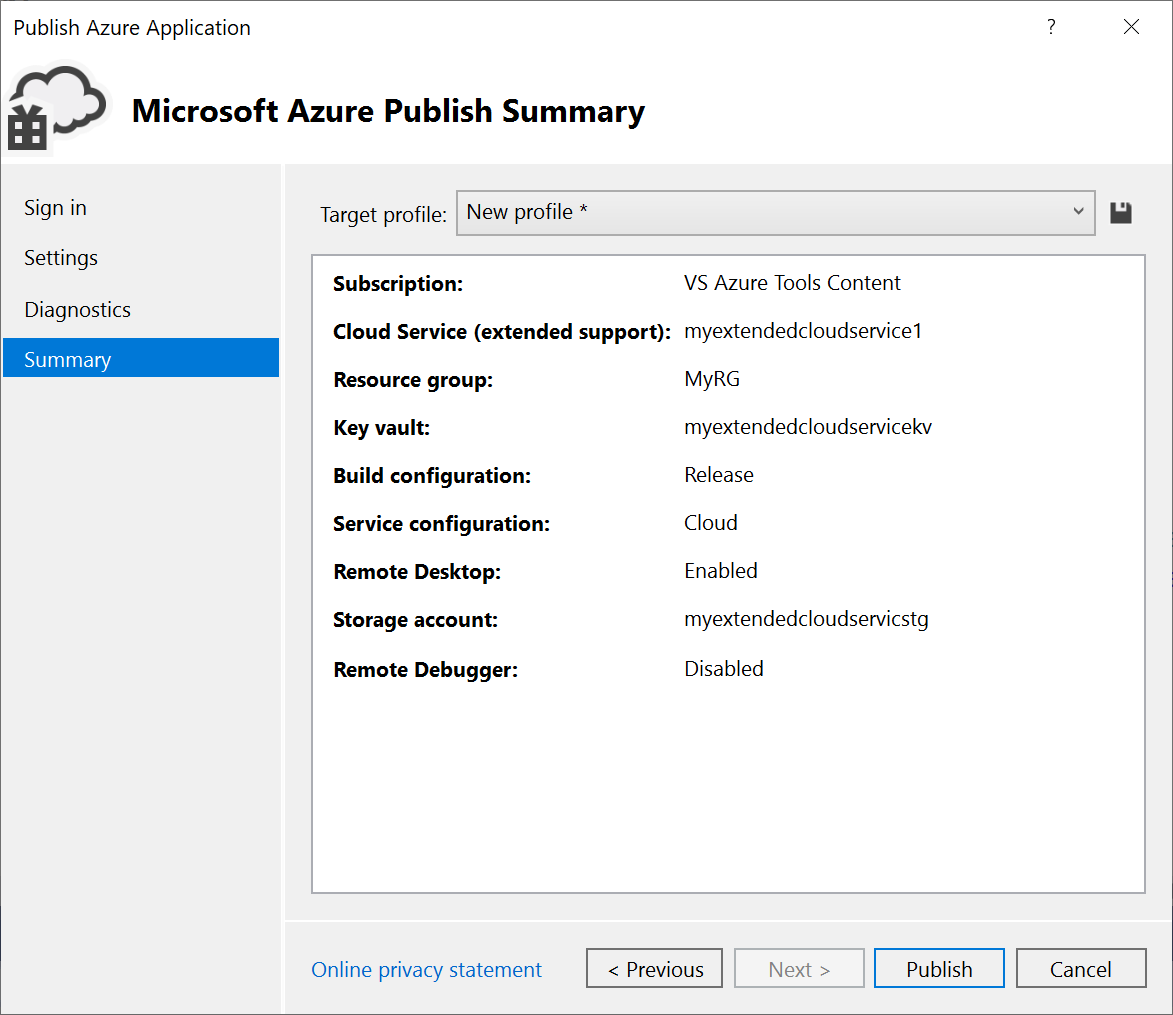 Publish Azure Application
?
Microsoft Azure Publish Summary
Sign in
Settings
Diagnostics
Summary
Target profile: New profile *
Subscription: VS Azure Tools Content
Cloud Service (extended support): myextendedcloudservice1
Resource group: MyRG
Key vault: myextendedcloudservicekv
Build configuration: Release
Service configuration: Cloud
Remote Desktop: Enabled
Storage account: myextendedcloudservicstg
Remote Debugger: Disabled
Online privacy statement < Previous Next > Publish Cancel